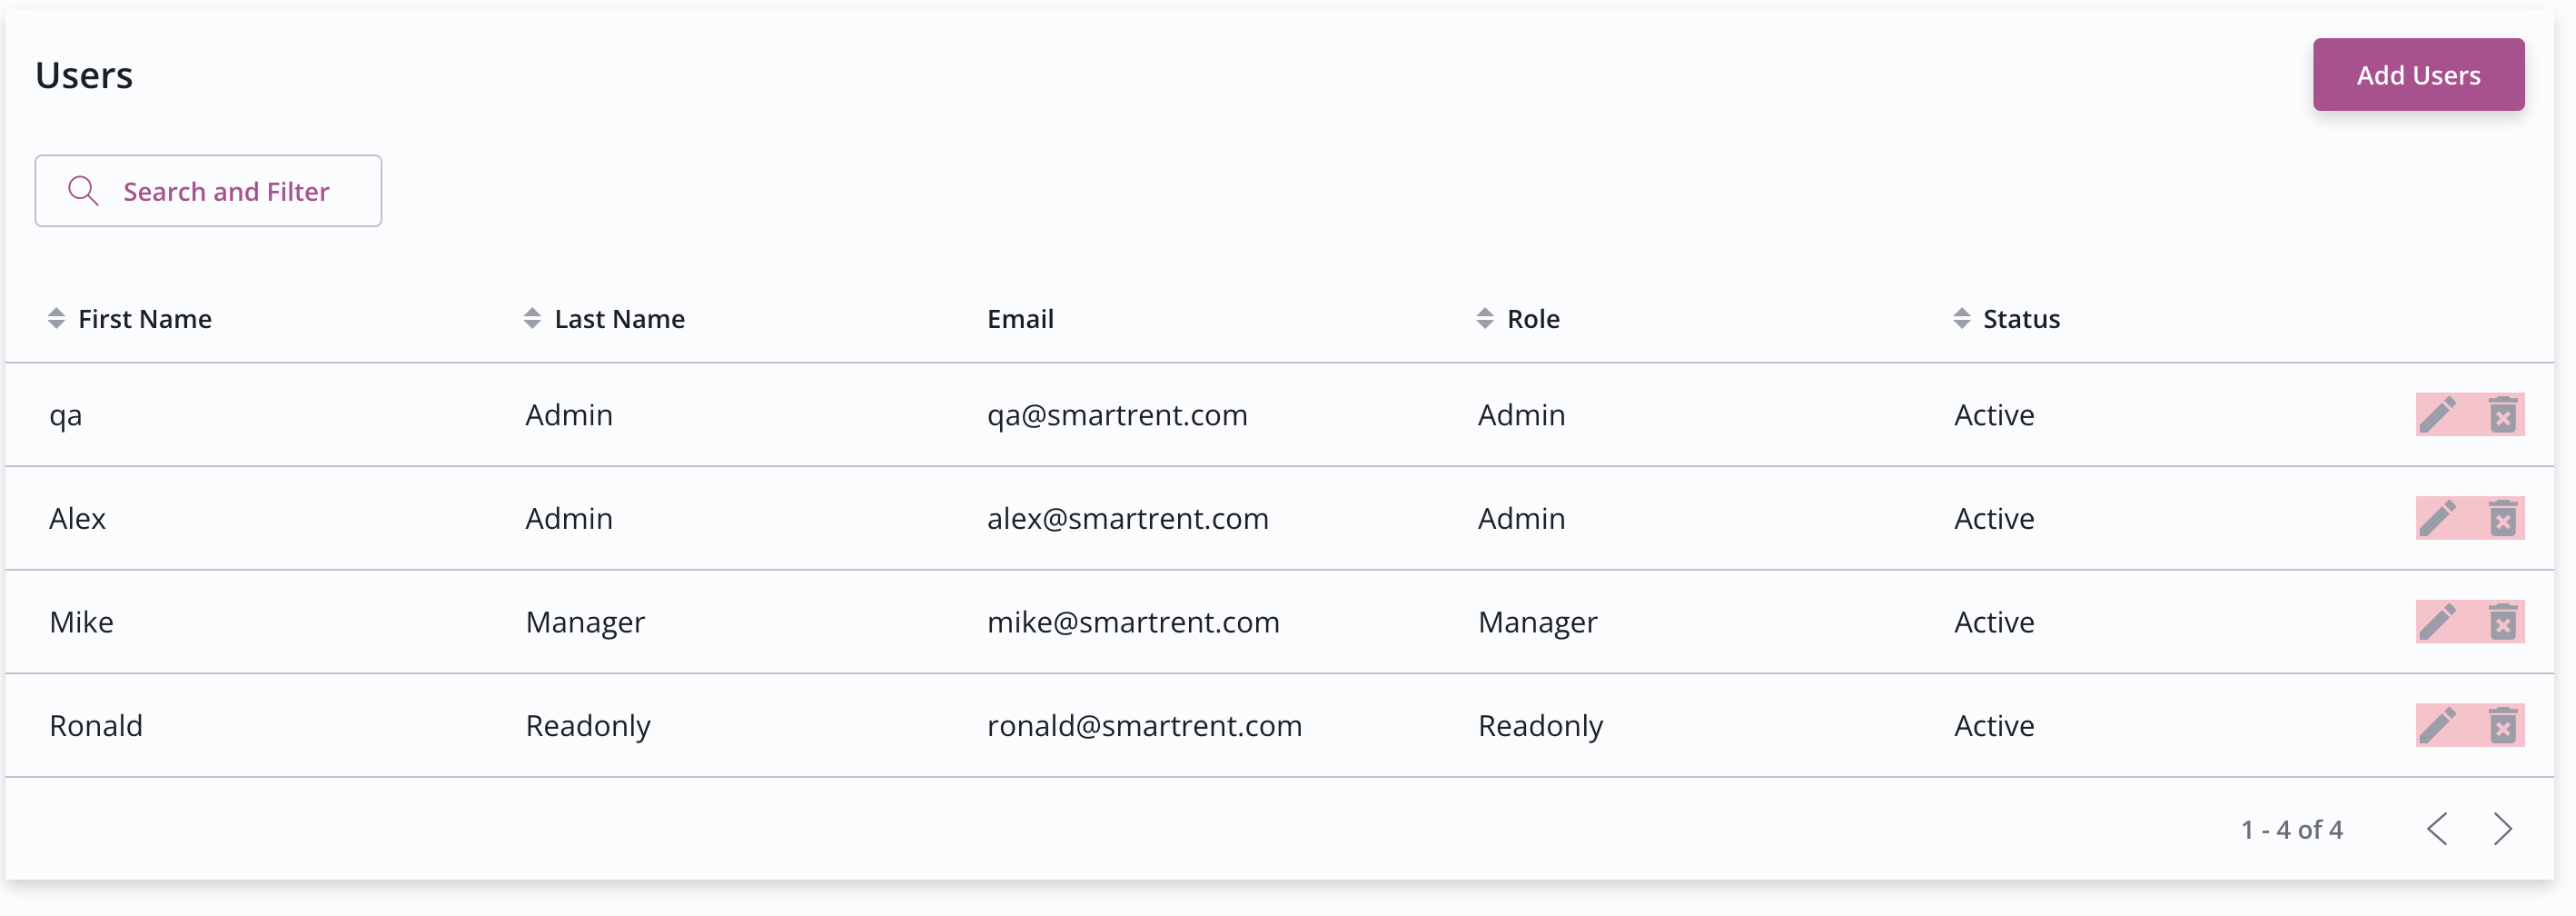 Users
Add Users
Search and Filter
First Name Last Name Email Role Status
qa Admin qa@smartrent.com Admin Active
Alex Admin alex@smartrent.com Admin Active
Mike Manager mike@smartrent.com Manager Active
Ronald Readonly ronald@smartrent.com Readonly Active
1 - 4 of 4